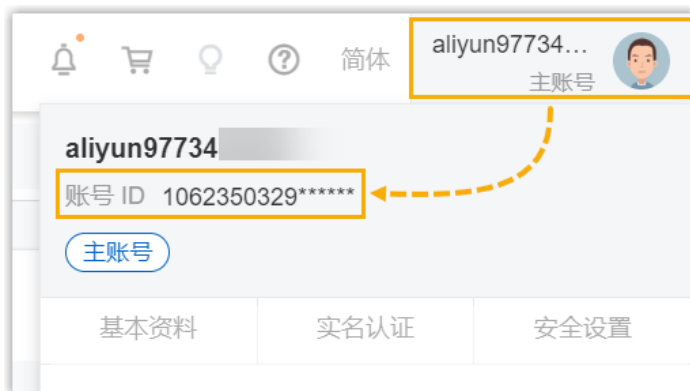 简体
aliyun97734...
主账号
aliyun97734
账号 ID 1062350329******
主账号
基本资料 实名认证 安全设置